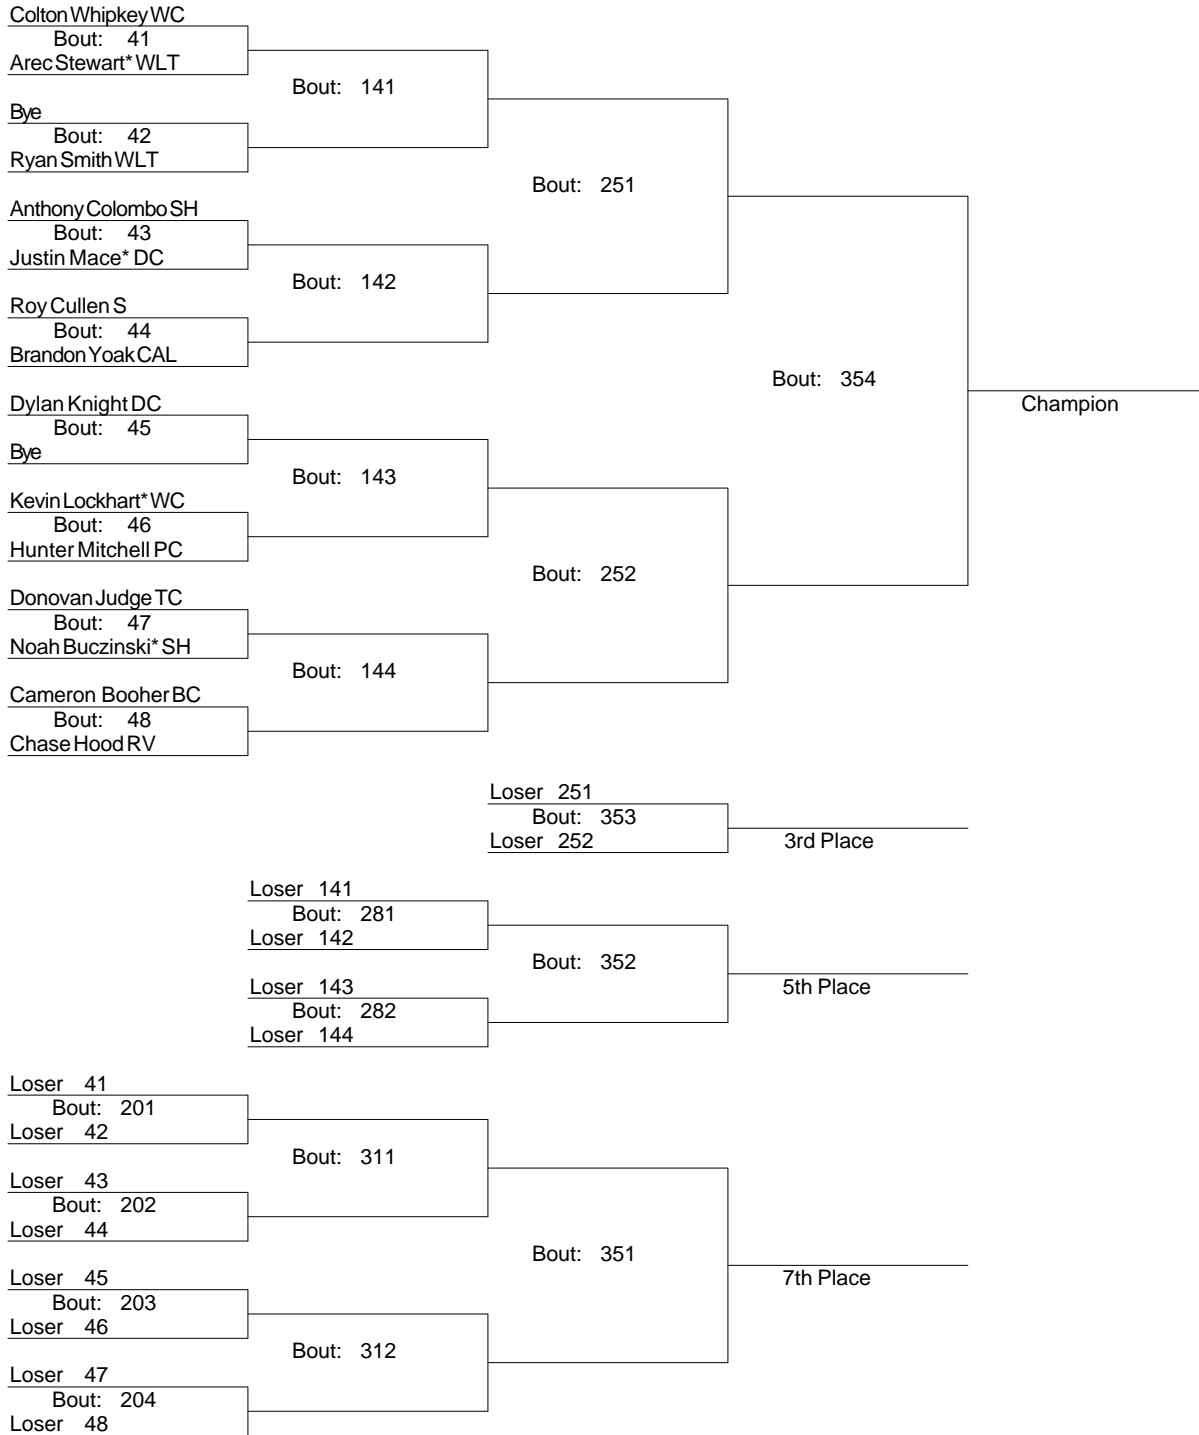 Colton Whipkey WC
Bout: 41
Arec Stewart* WLT
Bout: 141
Bye
Bout: 42
Ryan Smith WLT
Bout: 251
Anthony Colombo SH
Bout: 43
Justin Mace* DC
Bout: 142
Roy Cullen S
Bout: 44
Brandon Yoak CAL
Bout: 354
Champion
Dylan Knight DC
Bout: 45
Bye
Bout: 143
Kevin Lockhart* WC
Bout: 46
Hunter Mitchell PC
Bout: 252
Donovan Judge TC
Bout: 47
Noah Buczinski* SH
Bout: 144
Cameron Booher BC
Bout: 48
Chase Hood RV
Loser 251
Bout: 353
Loser 252
3rd Place
Loser 141
Bout: 281
Loser 142
Bout: 352
5th Place
Loser 143
Bout: 282
Loser 144
Loser 41
Bout: 201
Loser 42
Bout: 311
Loser 43
Bout: 202
Loser 44
Bout: 351
7th Place
Loser 45
Bout: 203
Loser 46
Bout: 312
Loser 47
Bout: 204
Loser 48